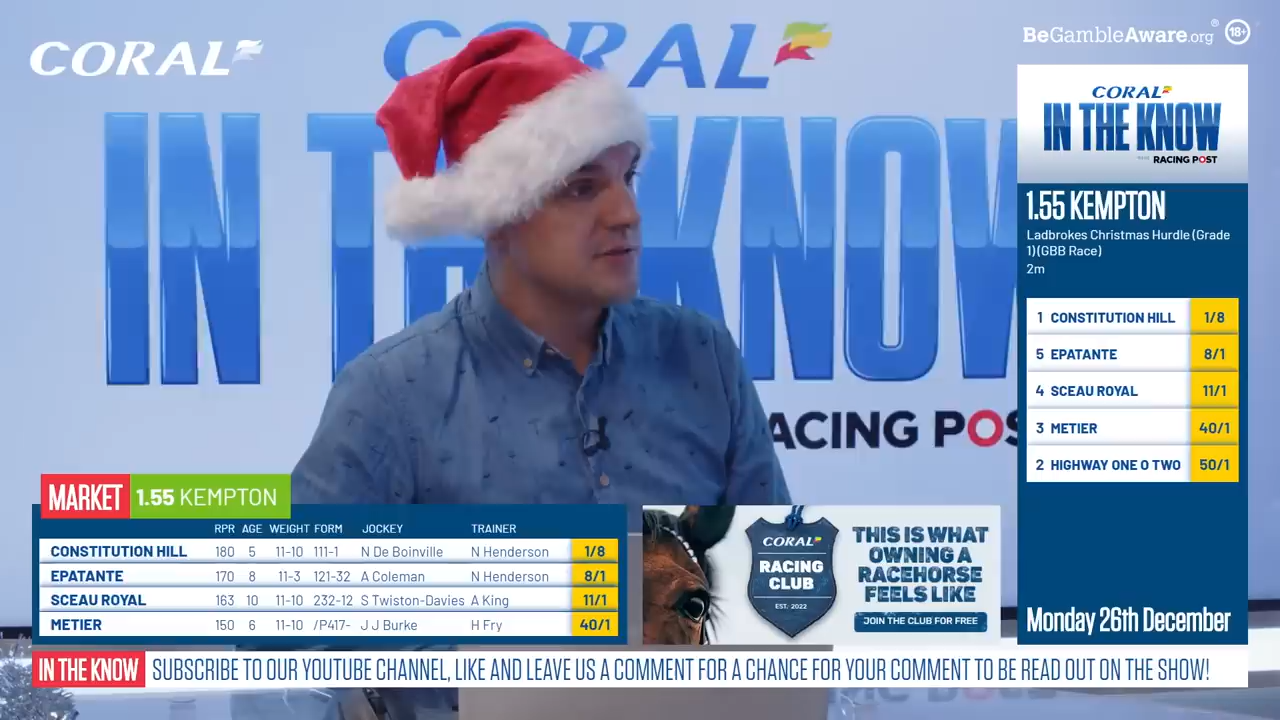 CORAL
CORAL
IN THE KNOW
RACING POST
BeGambleAware.org® 18+
CORAL
IN THE KNOW
RACING POST
1.55 KEMPTON
Ladbrokes Christmas Hurdle (Grade
1) (GBB Race)
2m
1 CONSTITUTION HILL 1/8
5 EPATANTE 8/1
4 SCEAU ROYAL 11/1
3 METIER 40/1
2 HIGHWAY ONE O TWO 50/1
Monday 26th December
MARKET 1.55 KEMPTON
RPR AGE WEIGHT FORM JOCKEY TRAINER
CONSTITUTION HILL 180 5 11-10 111-1 N De Boinville N Henderson 1/8
EPATANTE 170 8 11-3 121-32 A Coleman N Henderson 8/1
SCEAU ROYAL 163 10 11-10 232-12 S Twiston-Davies A King 11/1
METIER 150 6 11-10 /P417- J J Burke H Fry 40/1
CORAL
RACING
CLUB
EST. 2022
THIS IS WHAT
OWNING A
RACEHORSE
FEELS LIKE
JOIN THE CLUB FOR FREE
IN THE KNOW SUBSCRIBE TO OUR YOUTUBE CHANNEL, LIKE AND LEAVE US A COMMENT FOR A CHANCE FOR YOUR COMMENT TO BE READ OUT ON THE SHOW!